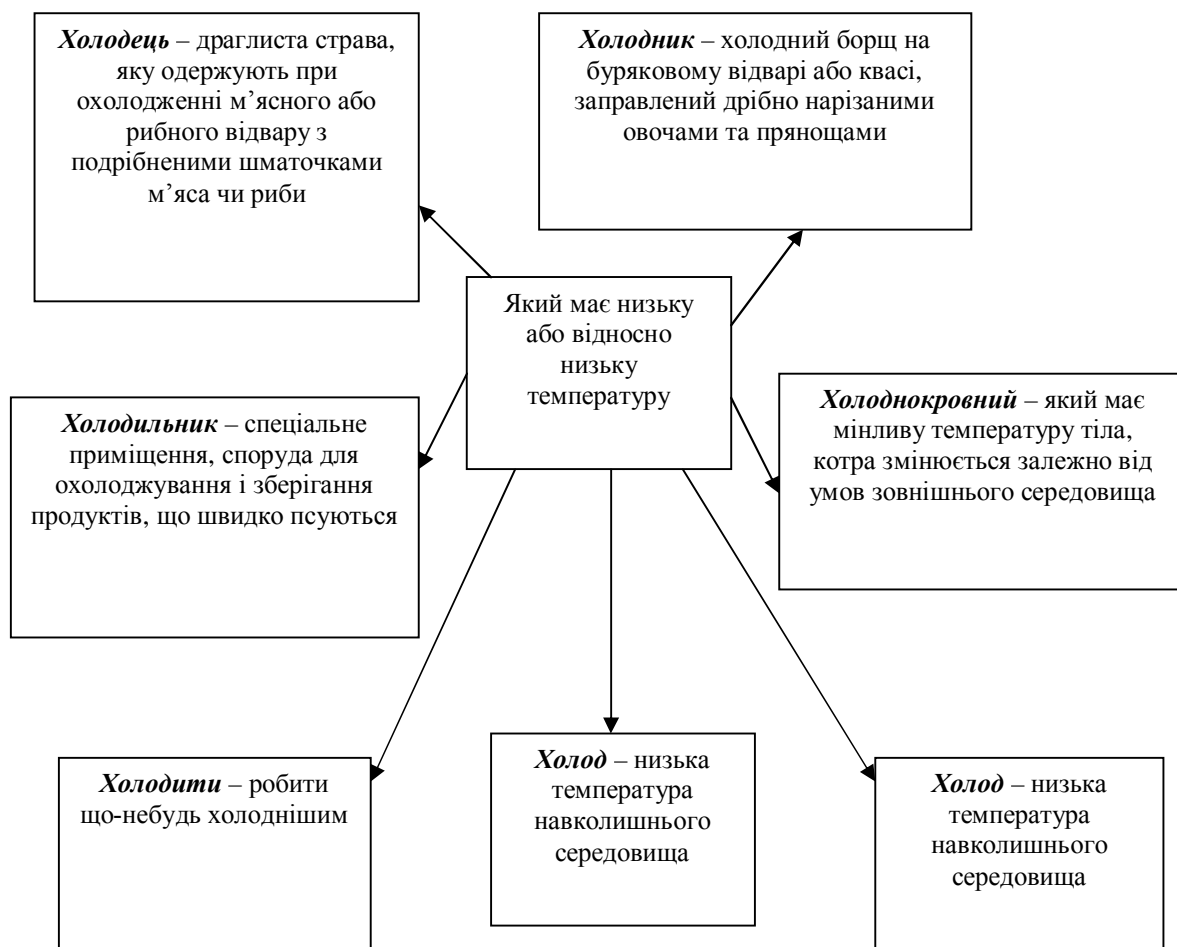 Холодець – драглиста страва,
яку одержують при
охолодженні м’ясного або
рибного відвару з
подрібненими шматочками
м’яса чи риби
Холодник – холодний борщ на
буряковому відварі або квасі,
заправлений дрібно нарізаними
овочами та прянощами
Який має низьку
або відносно
низьку
температуру
Холодильник – спеціальне
приміщення, споруда для
охолоджування і зберігання
продуктів, що швидко псуються
Холоднокровний – який має
мінливу температуру тіла,
котра змінюється залежно від
умов зовнішнього середовища
Холодити – робити
що-небудь холоднішим
Холод – низька
температура
навколишнього
середовища
Холод – низька
температура
навколишнього
середовища